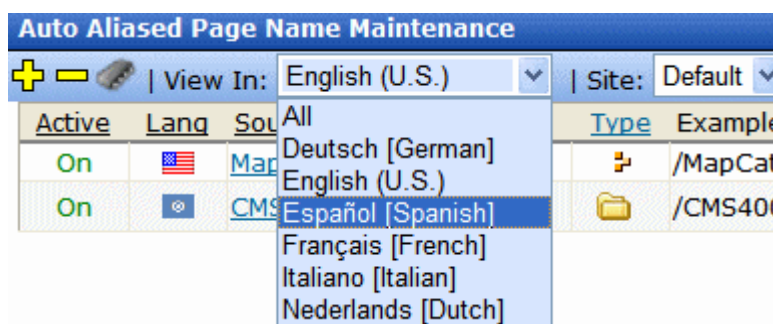 Auto Aliased Page Name Maintenance
| View In: English (U.S.) | Site: Default
Active Lang Sou Type Example
On Map /MapCat
On CMS /CMS400
All
Deutsch [German]
English (U.S.)
Español [Spanish]
Français [French]
Italiano [Italian]
Nederlands [Dutch]